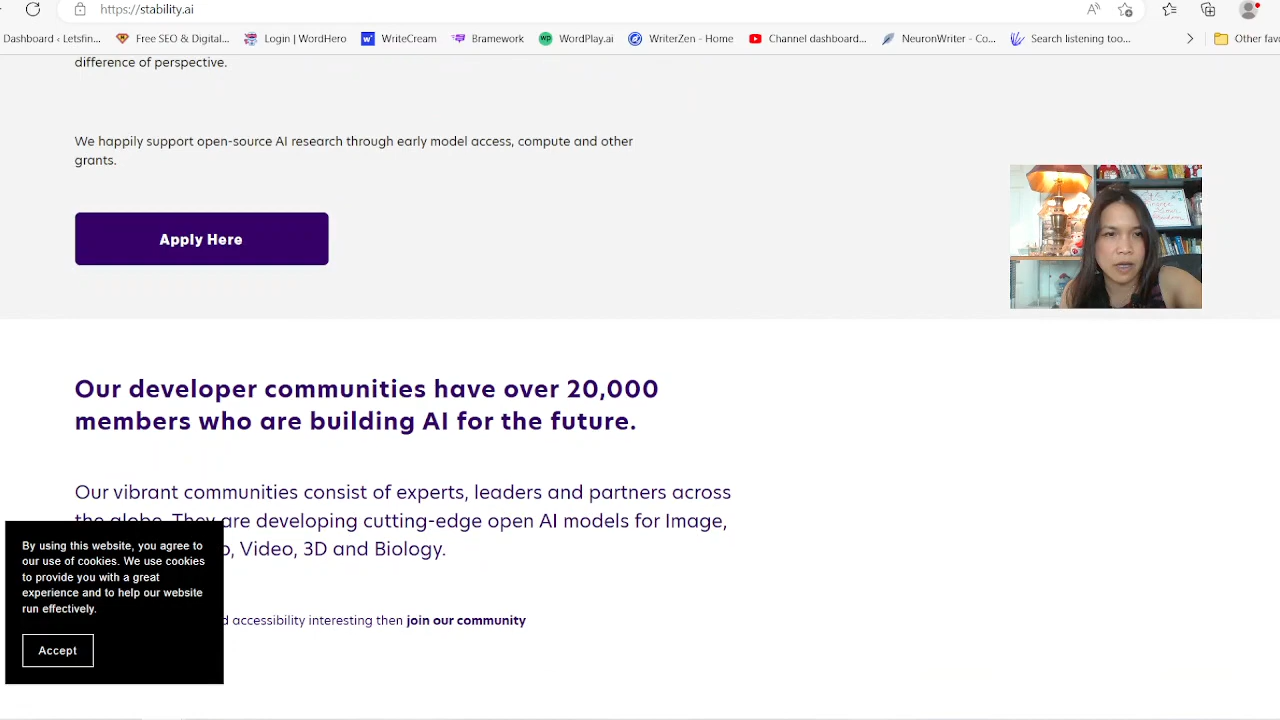 https://stability.ai
Dashboard ‹ Letsfin...
Free SEO & Digital...
Login | WordHero
WriteCream
Bramework
WordPlay.ai
WriterZen - Home
Channel dashboard...
NeuronWriter - Co...
Search listening too...
Other fav
difference of perspective.
We happily support open-source AI research through early model access, compute and other
grants.
Apply Here
Our developer communities have over 20,000
members who are building AI for the future.
Our vibrant communities consist of experts, leaders and partners across
the globe. They are developing cutting-edge open AI models for Image,
Video, 3D and Biology.
accessibility interesting then join our community
By using this website, you agree to
our use of cookies. We use cookies
to provide you with a great
experience and to help our website
run effectively.
Accept